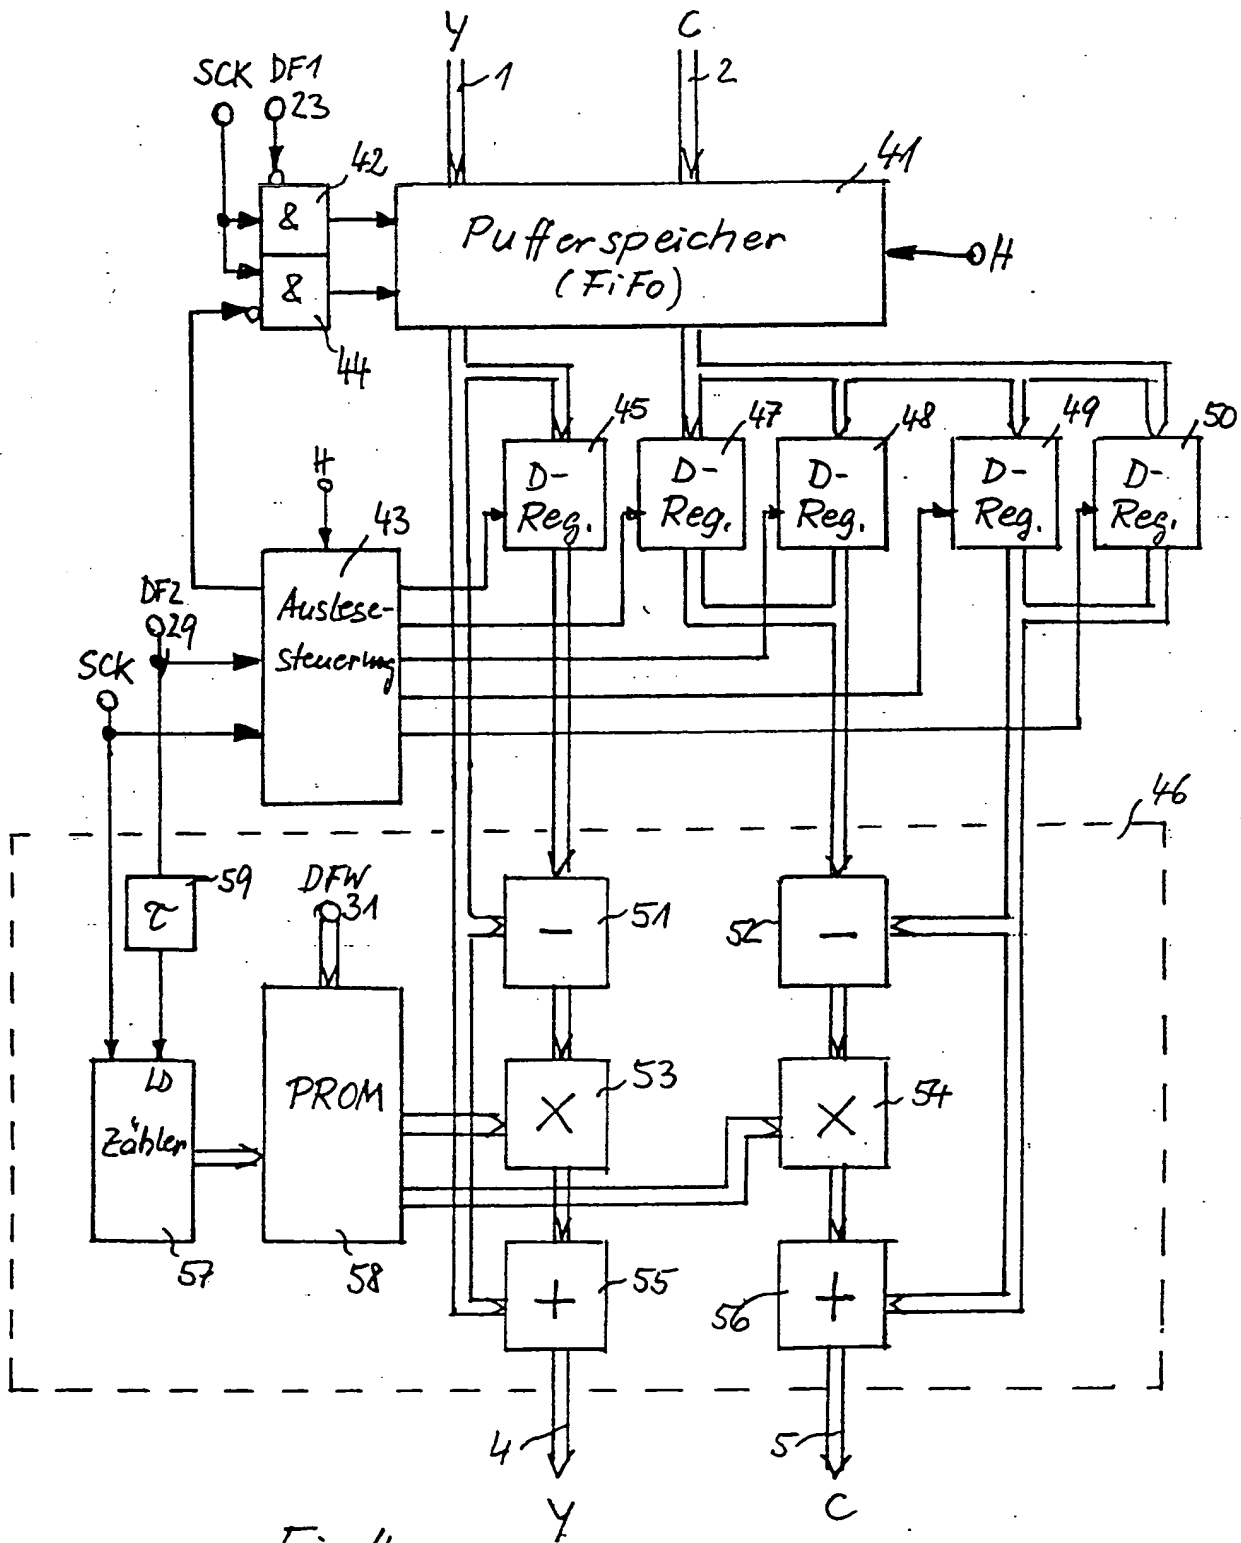 Y
C
1
2
SCK DF1
23
42
&
&
44
41
Pufferspeicher
(FiFo)
H
45
47
48
49
50
D-
Reg.
D-
Reg.
D-
Reg.
D-
Reg.
D-
Reg.
H
43
Auslese-
steuerung
DF2
29
SCK
46
59
τ
DFW
31
51
−
52
−
LD
Zähler
57
PROM
58
53
×
54
×
55
+
56
+
4
5
Y
C